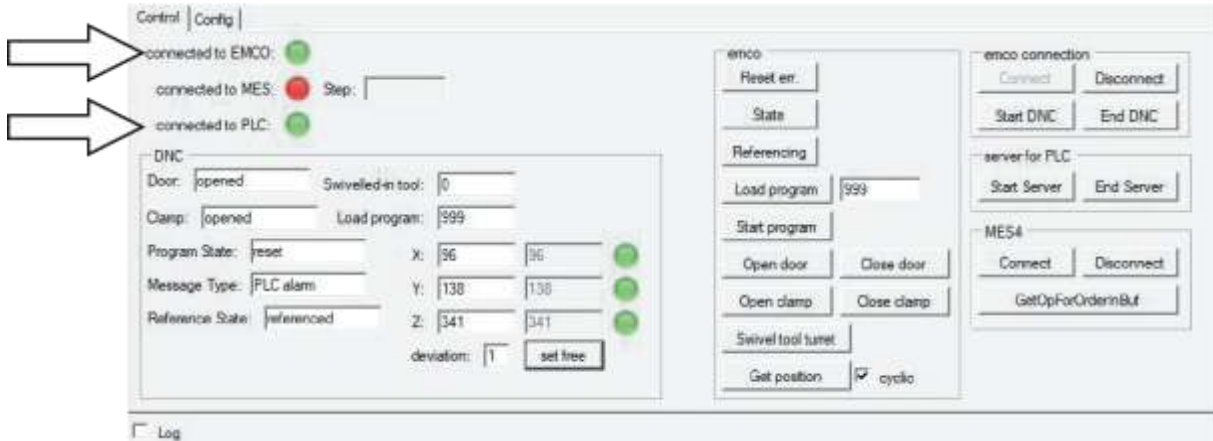 Control Config
connected to EMCO:
connected to MES: Step:
connected to PLC:
DNC
Door: opened Swivelled-in tool: 0
Clamp: opened Load program: 999
Program State: reset X: 96 96
Message Type: PLC alarm Y: 138 138
Reference State: referenced Z: 341 341
deviation: 1 set free
emco
Reset err.
State
Referencing
Load program 999
Start program
Open door Close door
Open clamp Close clamp
Swivel tool turret
Get position cyclic
emco connection
Connect Disconnect
Start DNC End DNC
server for PLC
Start Server End Server
MES4
Connect Disconnect
GetOpForOrderInBuf
Log